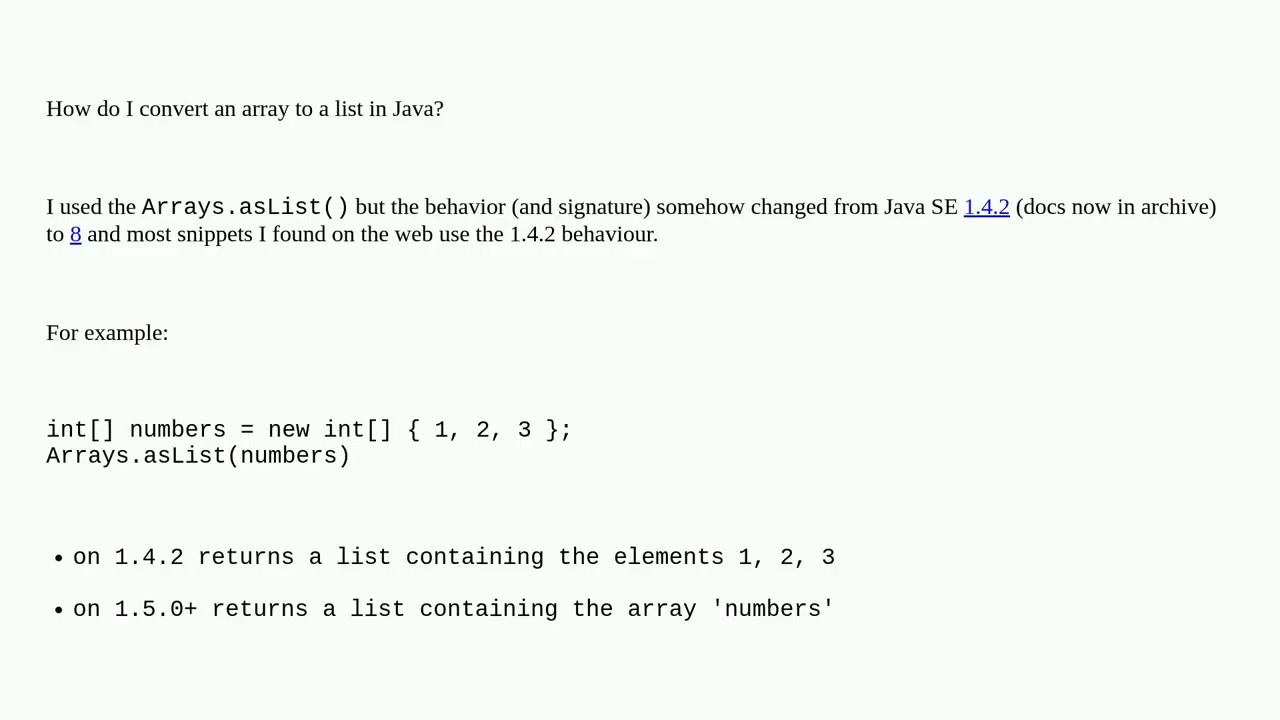 How do I convert an array to a list in Java?
I used the Arrays.asList() but the behavior (and signature) somehow changed from Java SE 1.4.2 (docs now in archive)
to 8 and most snippets I found on the web use the 1.4.2 behaviour.
For example:
int[] numbers = new int[] { 1, 2, 3 };
Arrays.asList(numbers)
• on 1.4.2 returns a list containing the elements 1, 2, 3
• on 1.5.0+ returns a list containing the array 'numbers'